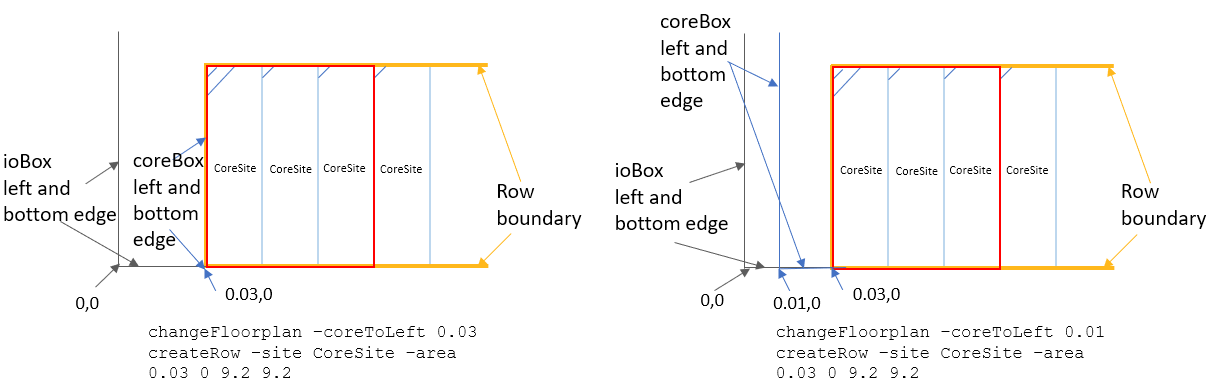 ioBox
left and
bottom edge
coreBox
left and
bottom
edge
CoreSite
CoreSite
CoreSite
CoreSite
Row
boundary
0,0
0.03,0
changeFloorplan –coreToLeft 0.03
createRow –site CoreSite –area
0.03 0 9.2 9.2
coreBox
left and
bottom
edge
ioBox
left and
bottom edge
CoreSite
CoreSite
CoreSite
CoreSite
Row
boundary
0,0
0.01,0
0.03,0
changeFloorplan –coreToLeft 0.01
createRow –site CoreSite –area
0.03 0 9.2 9.2